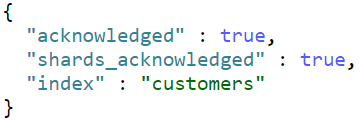 {
  "acknowledged" : true,
  "shards_acknowledged" : true,
  "index" : "customers"
}